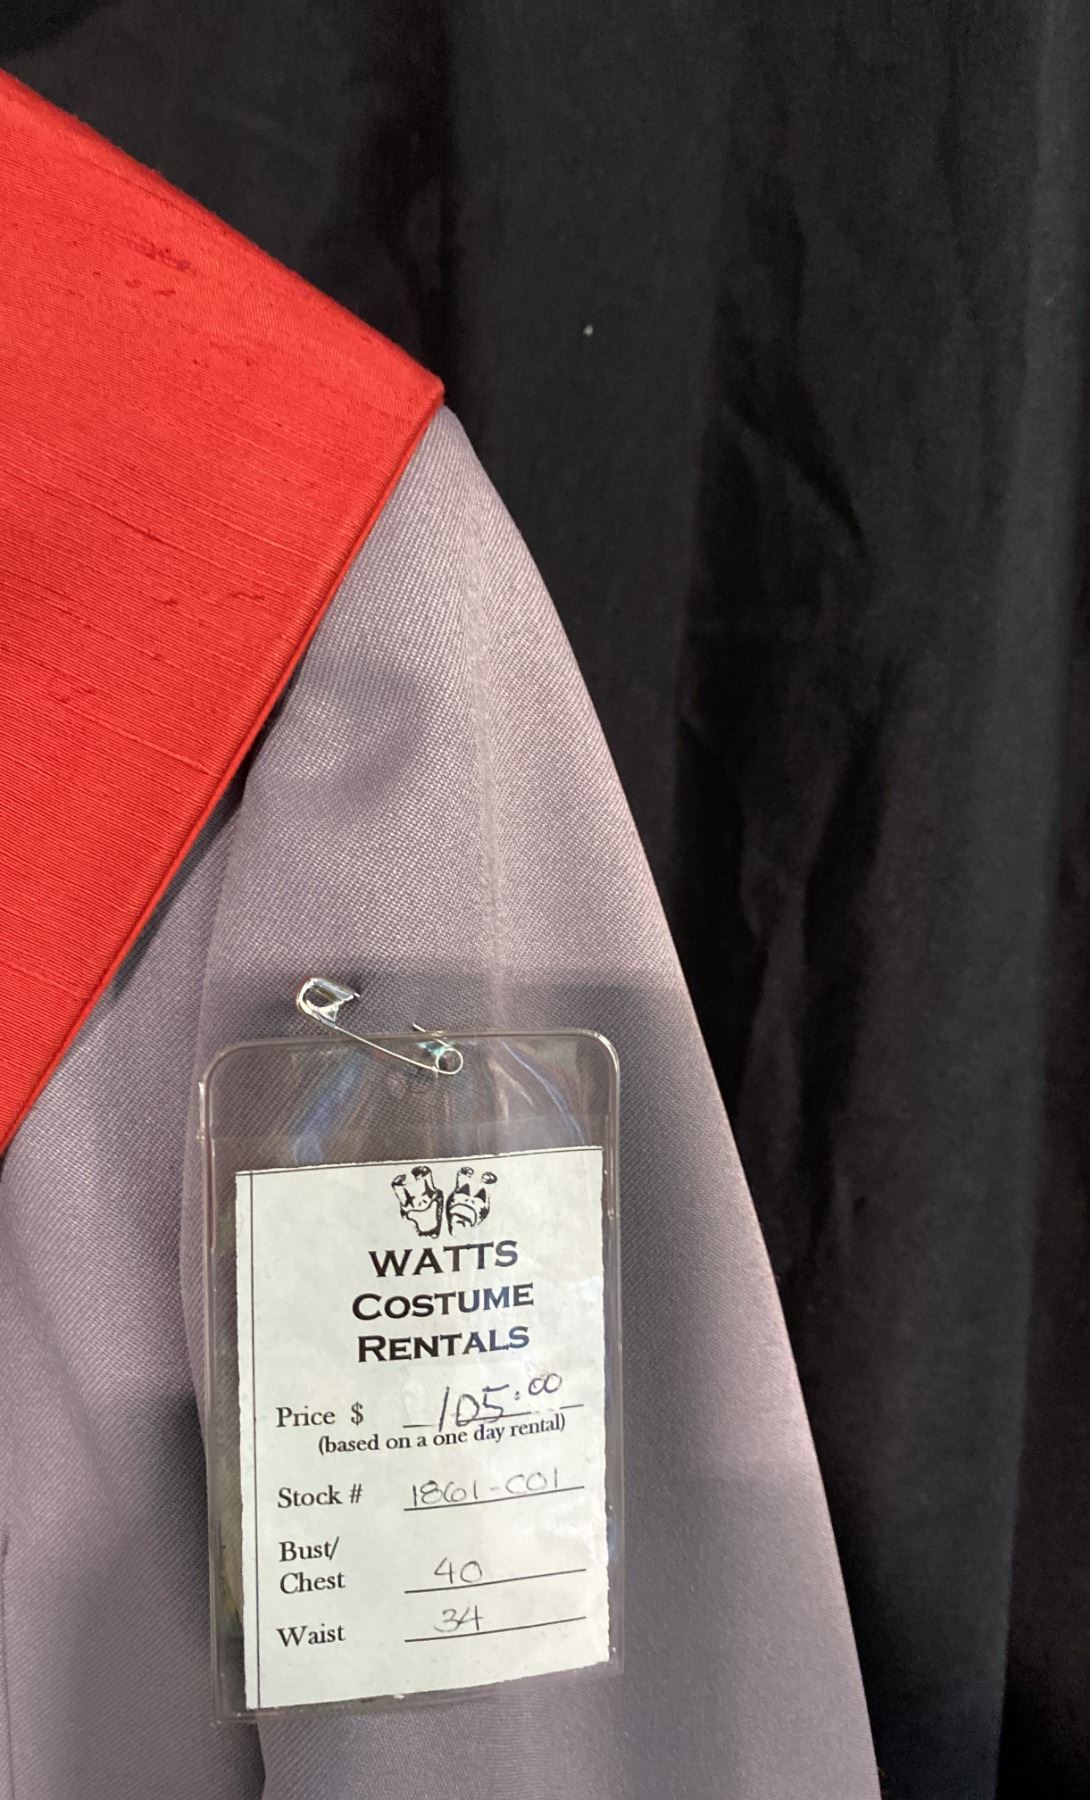 WATTS
COSTUME
RENTALS
Price $ 105.00
(based on a one day rental)
Stock # 1861-C01
Bust/
Chest 40
Waist 34